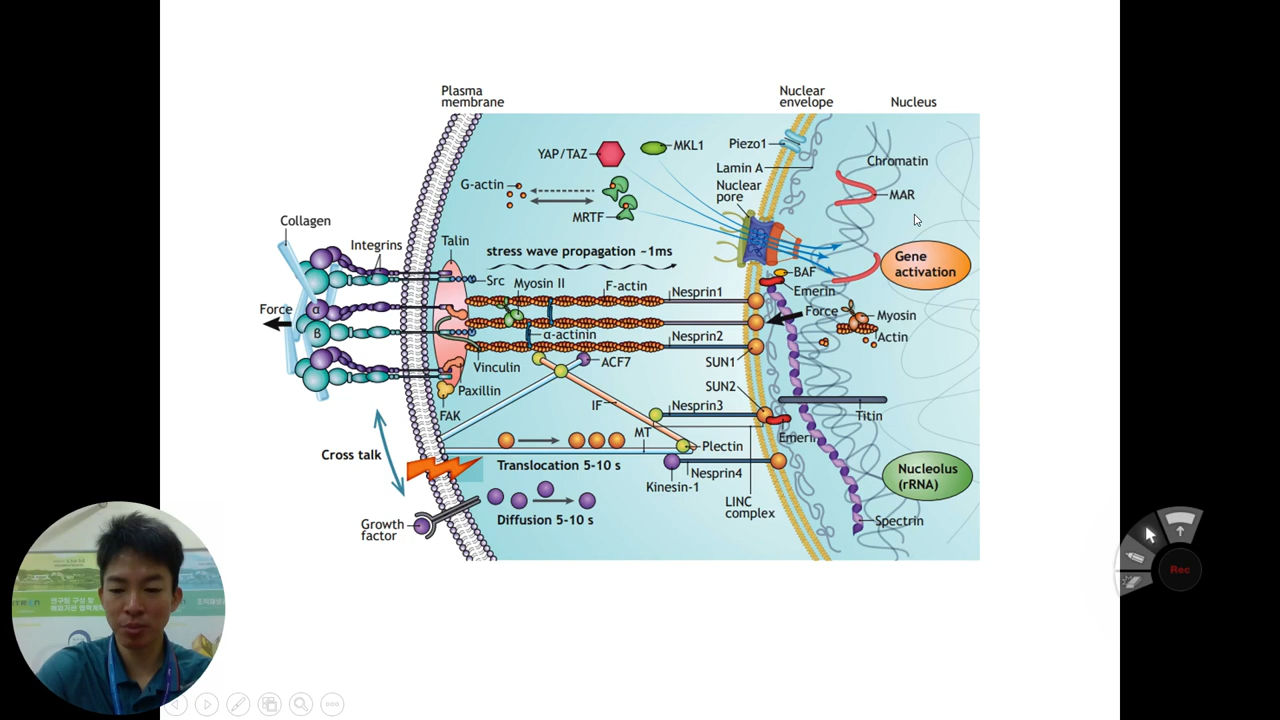 Plasma
membrane
Nuclear
envelope
Nucleus
YAP/TAZ
MKL1
Piezo1
Lamin A
Nuclear
pore
Chromatin
MAR
G-actin
MRTF
Collagen
Integrins
Talin
stress wave propagation ~1ms
Src
Myosin II
F-actin
Nesprin1
BAF
Emerin
Gene
activation
Force
α
β
Force
Myosin
Actin
α-actinin
Nesprin2
SUN1
Vinculin
ACF7
Paxillin
FAK
IF
SUN2
Nesprin3
Titin
MT
Plectin
Emerin
Cross talk
Translocation 5-10 s
Nesprin4
Kinesin-1
LINC
complex
Nucleolus
(rRNA)
Growth
factor
Diffusion 5-10 s
Spectrin
Rec